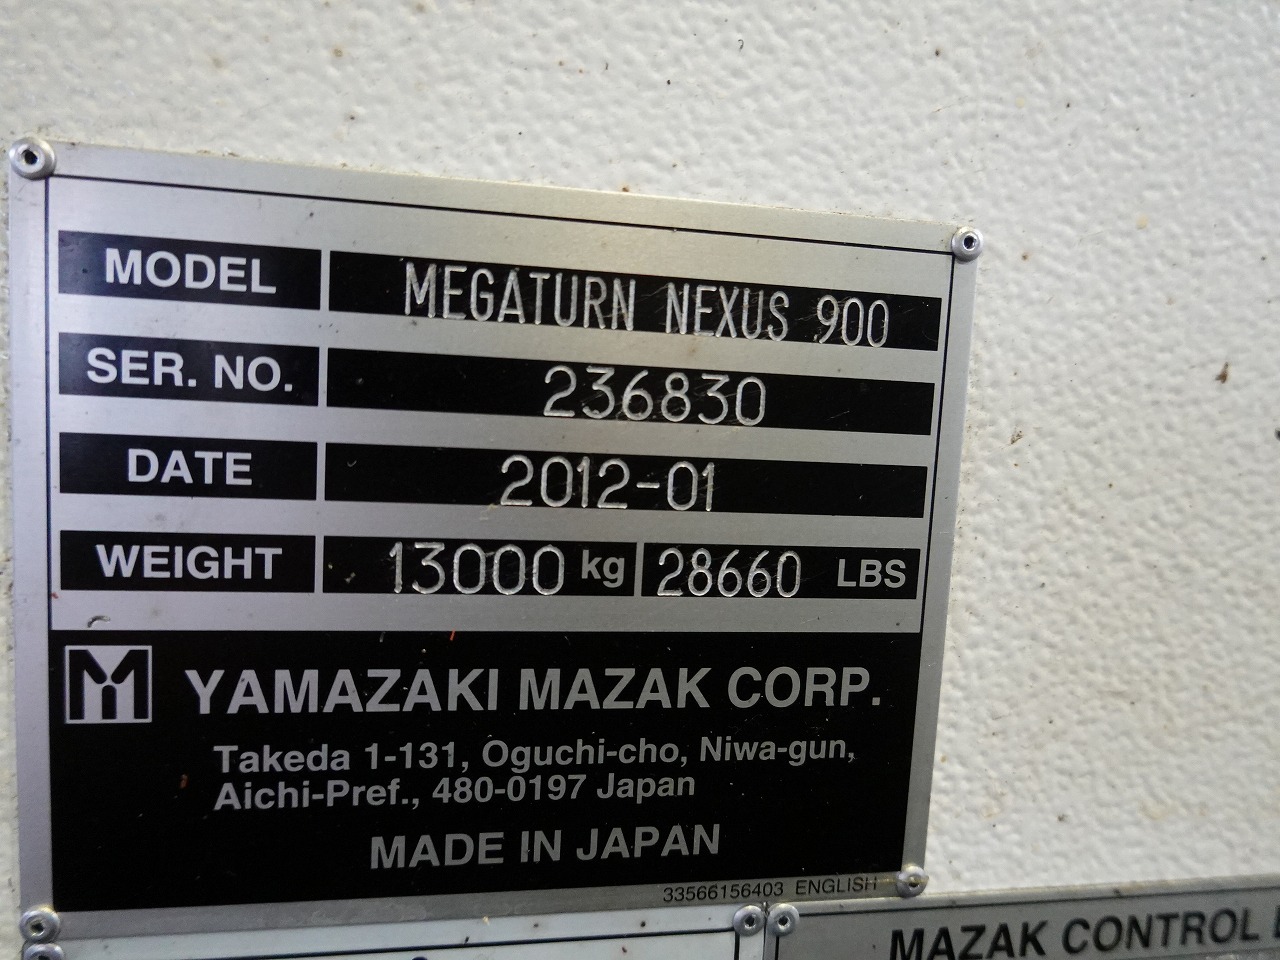 MODEL MEGATURN NEXUS 900
SER. NO. 236830
DATE 2012-01
WEIGHT 13000 kg 28660 LBS
YAMAZAKI MAZAK CORP.
Takeda 1-131, Oguchi-cho, Niwa-gun,
Aichi-Pref., 480-0197 Japan
MADE IN JAPAN
33566156403 ENGLISH
MAZAK CONTROL